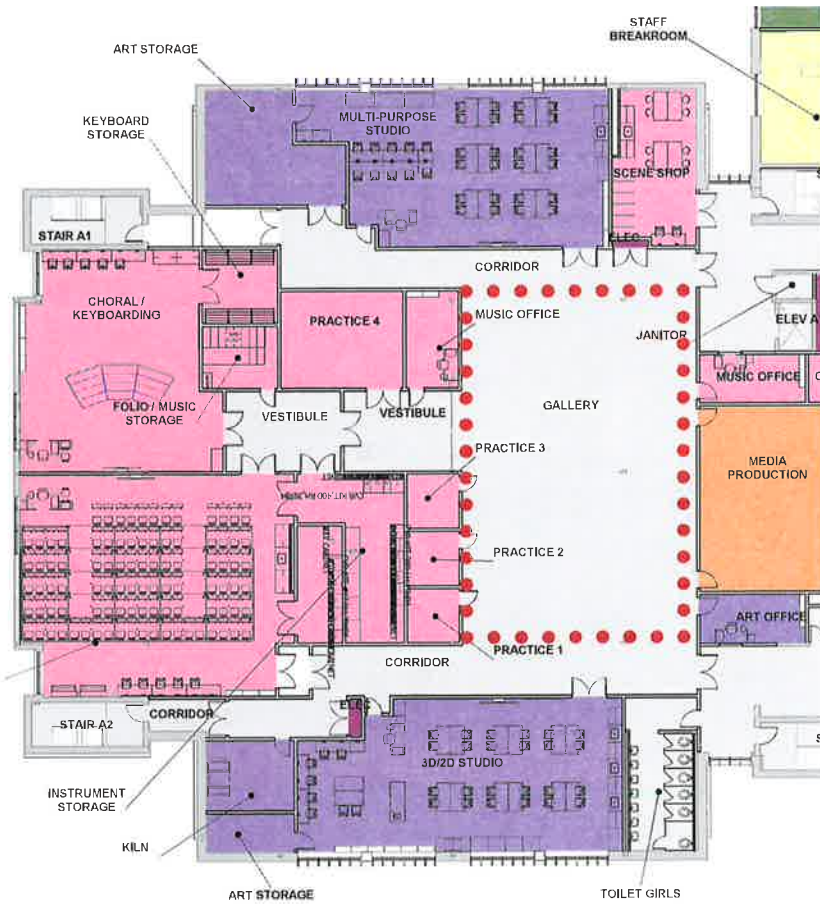 STAFF
BREAKROOM
ART STORAGE
KEYBOARD
STORAGE
MULTI-PURPOSE
STUDIO
SCENE SHOP
STAIR A1
ELEC
CORRIDOR
CHORAL /
KEYBOARDING
PRACTICE 4
MUSIC OFFICE
JANITOR
ELEV A
MUSIC OFFICE
FOLIO / MUSIC
STORAGE
VESTIBULE
VESTIBULE
GALLERY
PRACTICE 3
MEDIA
PRODUCTION
PRACTICE 2
ART OFFICE
PRACTICE 1
CORRIDOR
STAIR A2
CORRIDOR
3D/2D STUDIO
INSTRUMENT
STORAGE
KILN
ART STORAGE
TOILET GIRLS